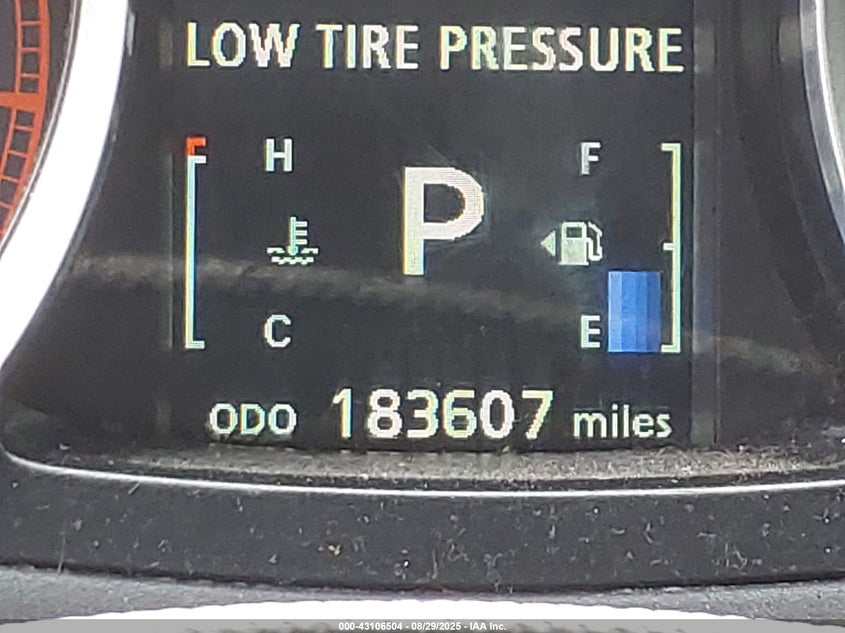 LOW TIRE PRESSURE
H F
P
C E
ODO 183607 miles
000-43106504 - 08/29/2025 - IAA Inc.